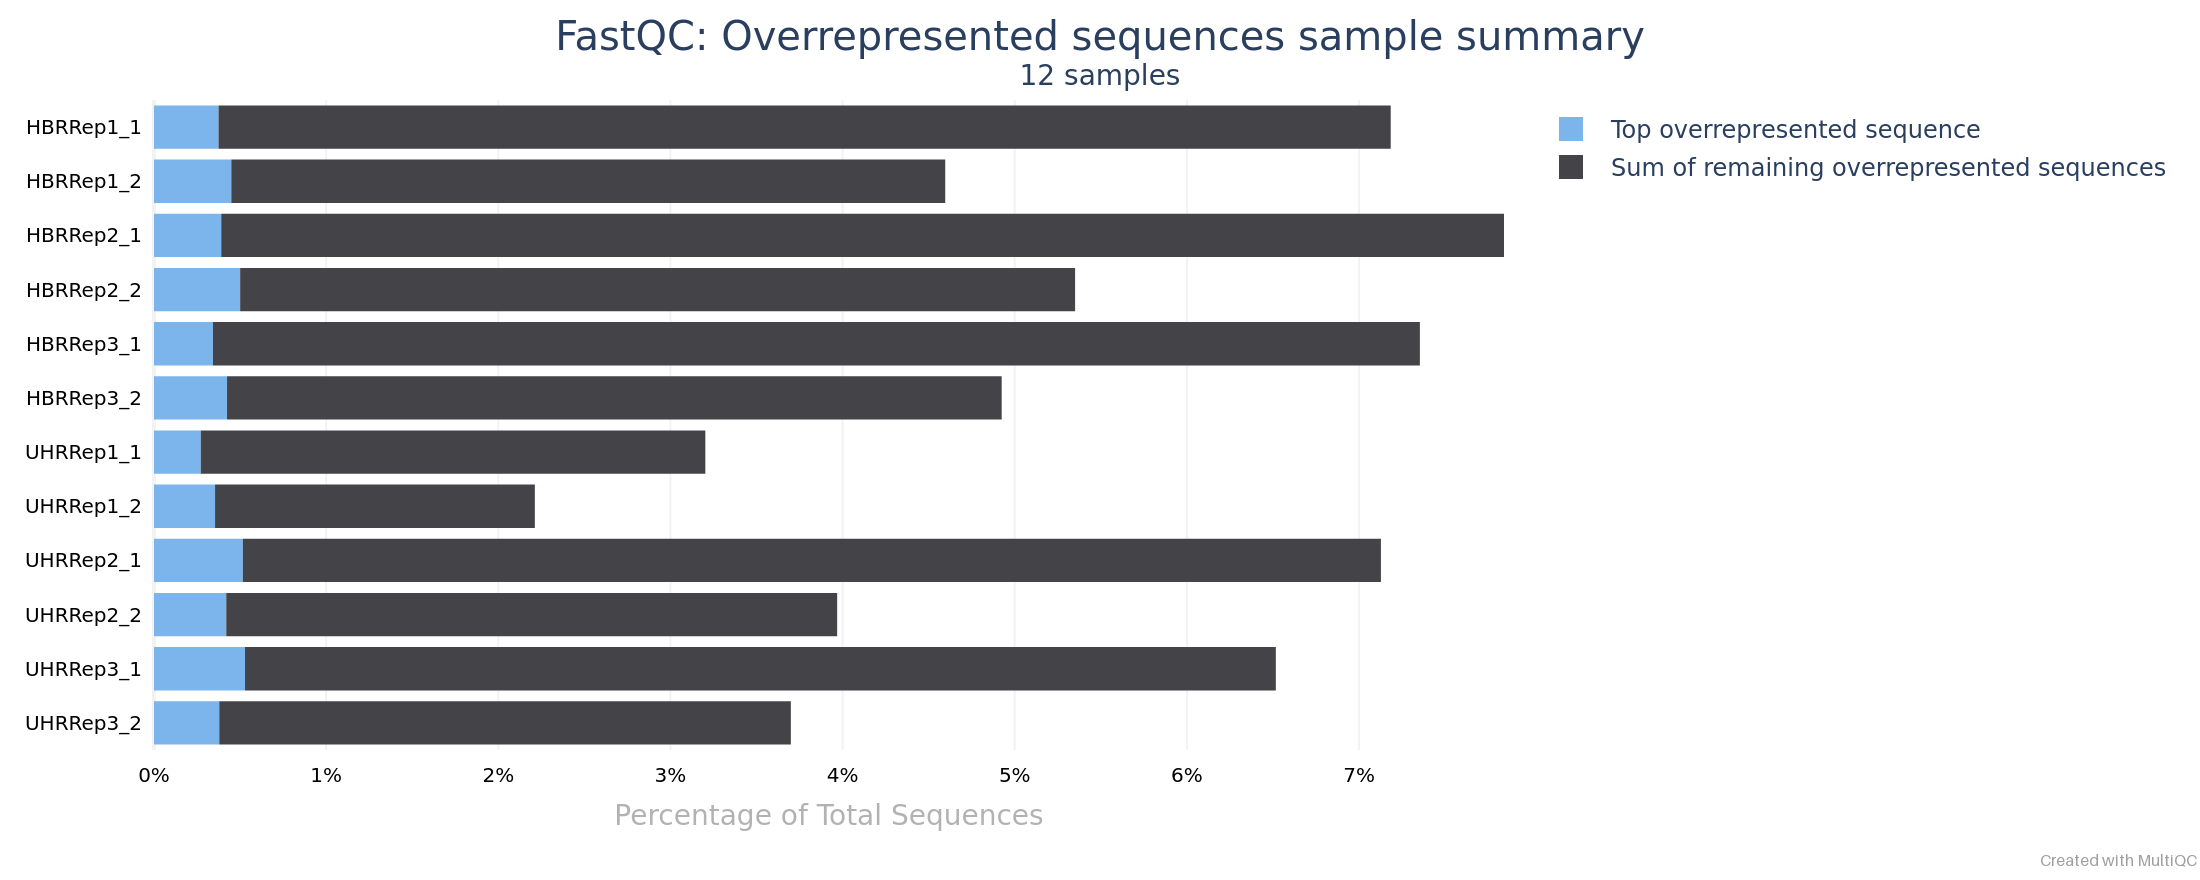 FastQC: Overrepresented sequences sample summary
12 samples
Top overrepresented sequence
Sum of remaining overrepresented sequences
HBRRep1_1
HBRRep1_2
HBRRep2_1
HBRRep2_2
HBRRep3_1
HBRRep3_2
UHRRep1_1
UHRRep1_2
UHRRep2_1
UHRRep2_2
UHRRep3_1
UHRRep3_2
0% 1% 2% 3% 4% 5% 6% 7%
Percentage of Total Sequences
Created with MultiQC